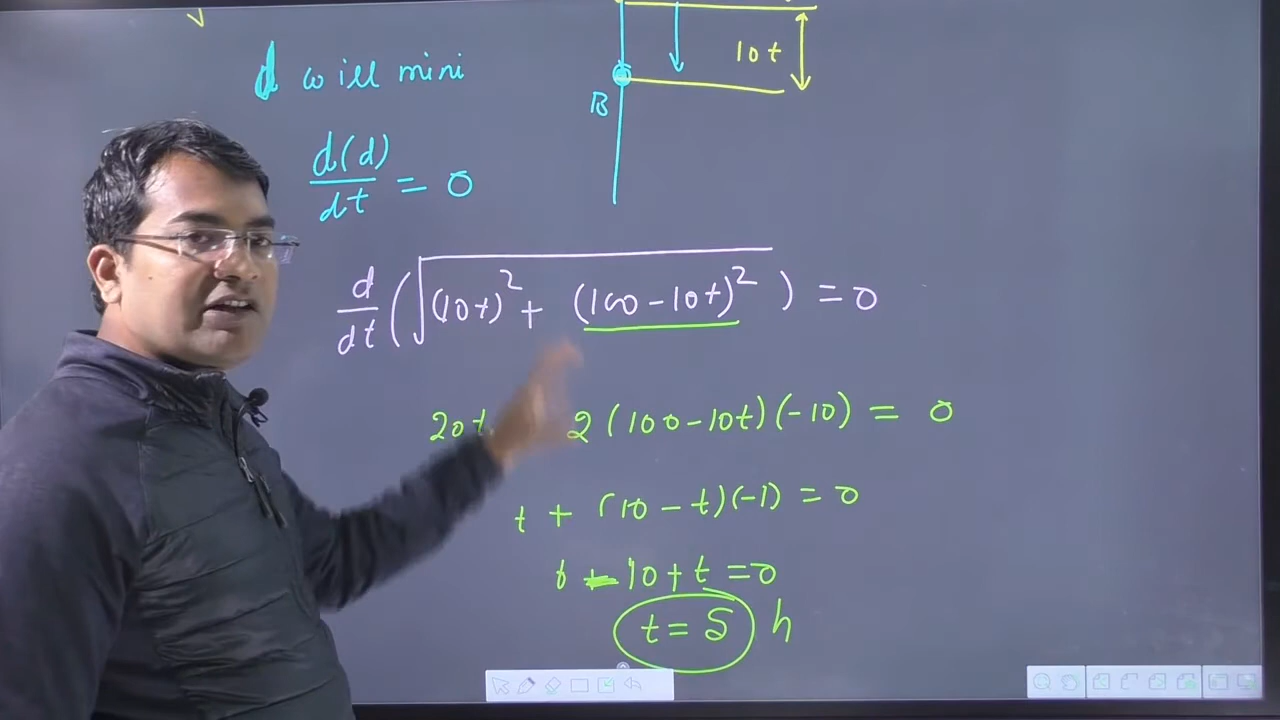 d will mini
10t
B
d(d)/dt = 0
d/dt (√((10t)² + (100-10t)²)) = 0
20t 2(100-10t)(-10) = 0
t + (10-t)(-1) = 0
t - 10 + t = 0
t = 5 h